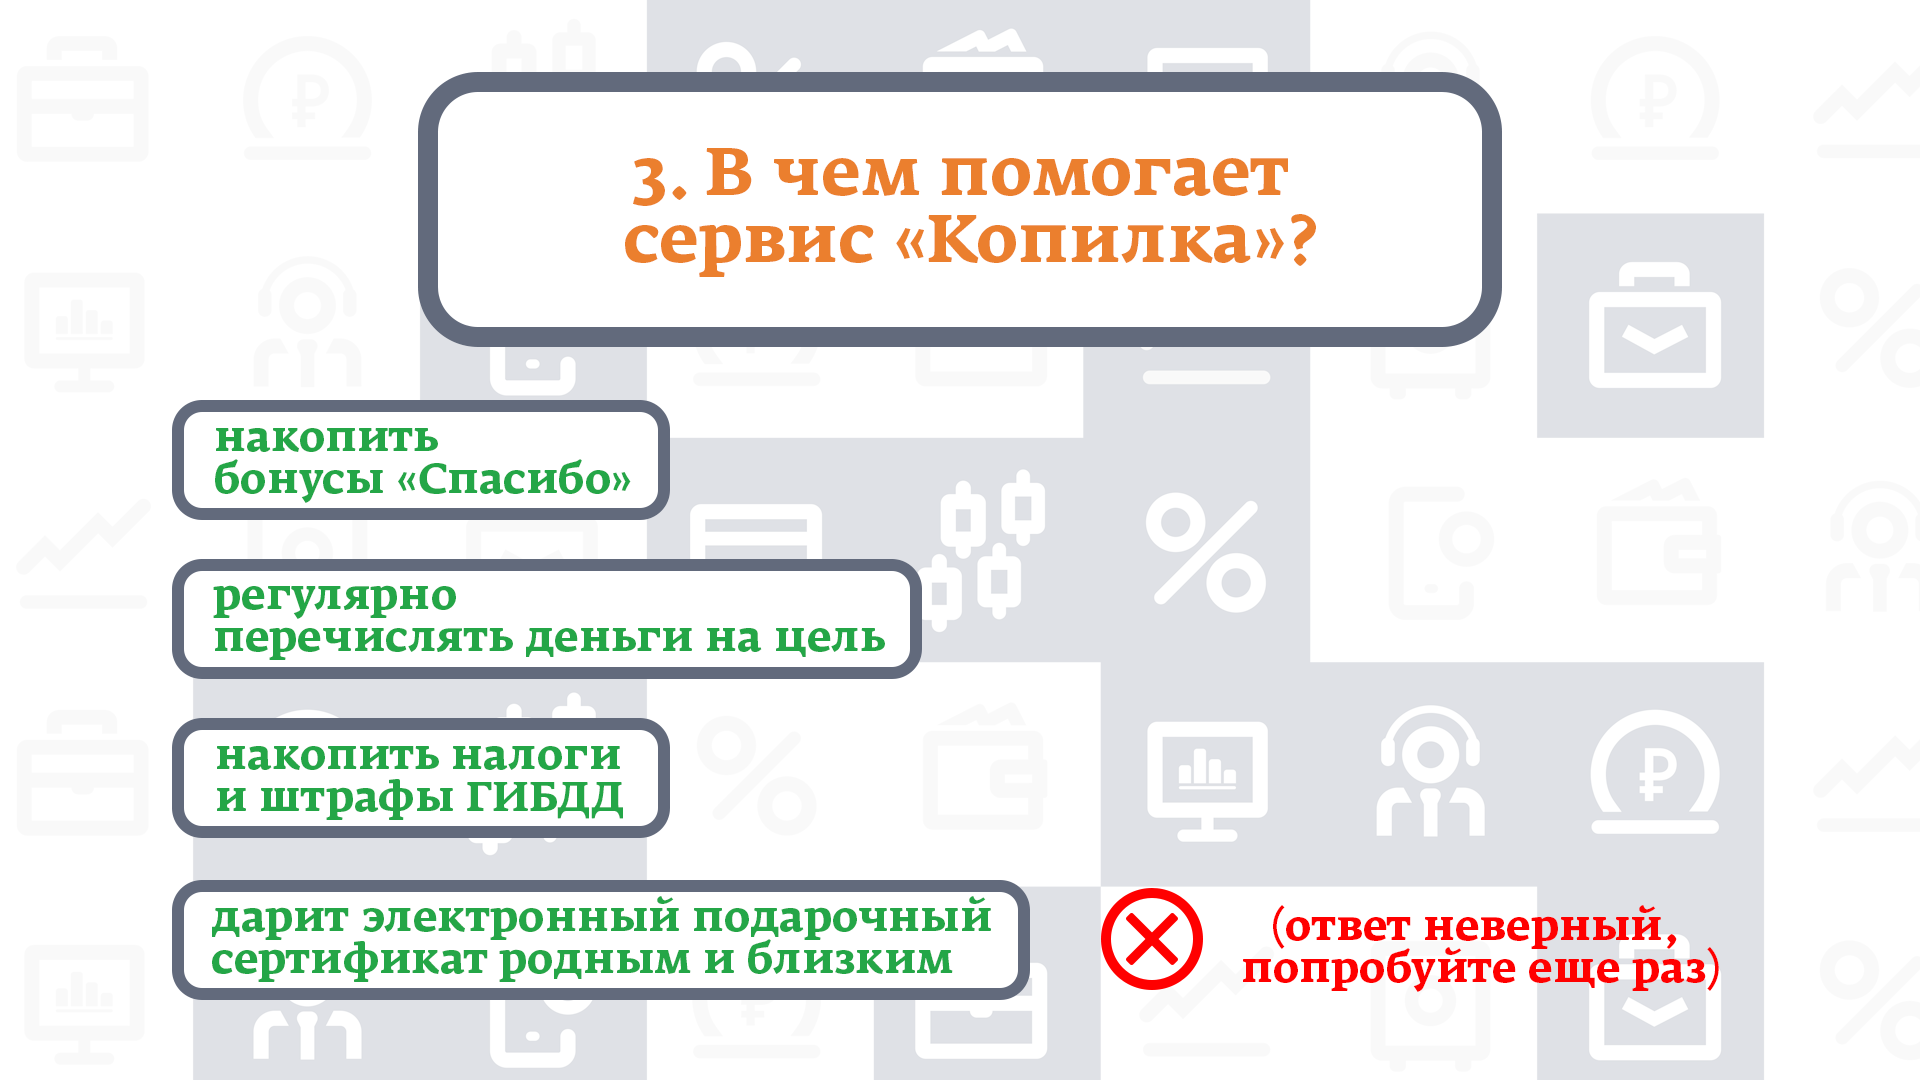 3. В чем помогает
сервис «Копилка»?
накопить
бонусы «Спасибо»
регулярно
перечислять деньги на цель
накопить налоги
и штрафы ГИБДД
дарит электронный подарочный
сертификат родным и близким
(ответ неверный,
попробуйте еще раз)